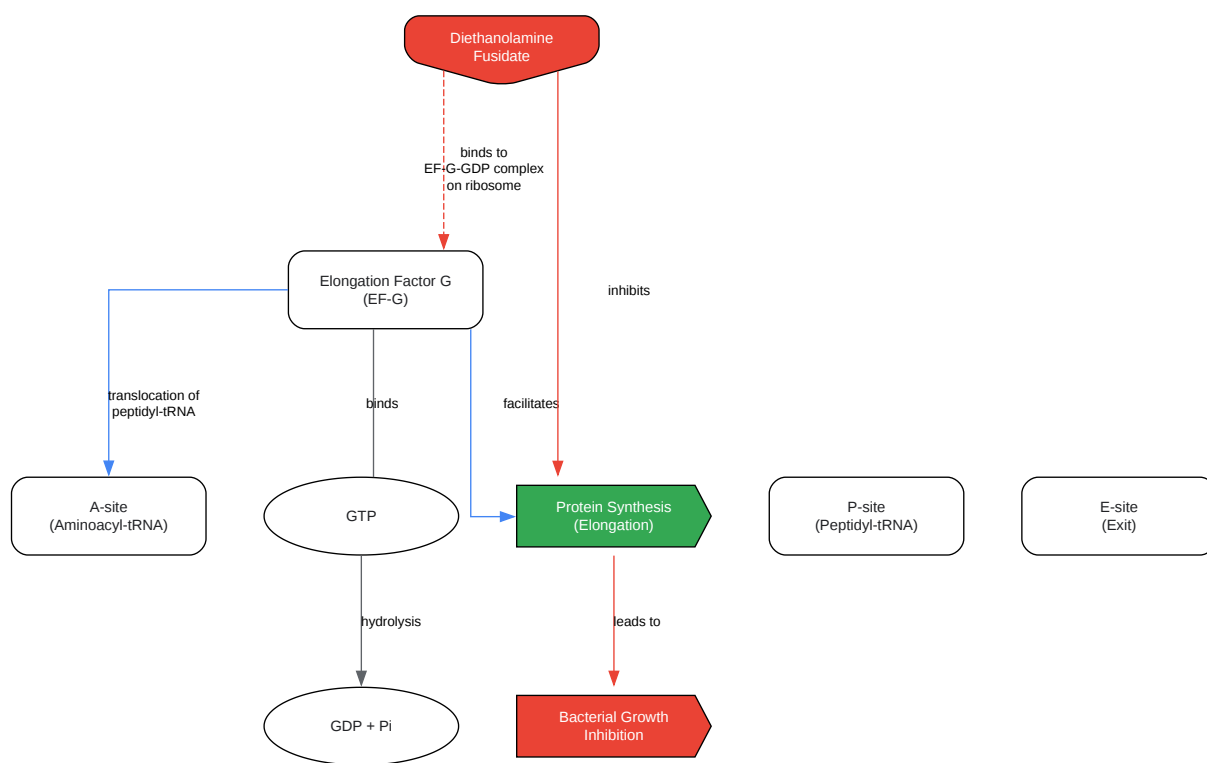 Diethanolamine
Fusidate
binds to
EF-G-GDP complex
on ribosome
Elongation Factor G
(EF-G)
inhibits
translocation of
peptidyl-tRNA
binds
facilitates
A-site
(Aminoacyl-tRNA)
GTP
Protein Synthesis
(Elongation)
P-site
(Peptidyl-tRNA)
E-site
(Exit)
hydrolysis
leads to
GDP + Pi
Bacterial Growth
Inhibition